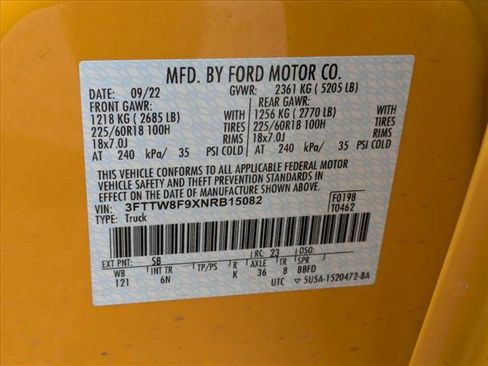 MFD. BY FORD MOTOR CO.
DATE: 09/22 GVWR: 2361 KG ( 5205 LB)
FRONT GAWR: REAR GAWR:
1218 KG ( 2685 LB) WITH 1256 KG ( 2770 LB) WITH
225/60R18 100H TIRES 225/60R18 100H TIRES
18x7.0J RIMS 18x7.0J RIMS
AT 240 kPa/ 35 PSI COLD AT 240 kPa/ 35 PSI COLD
THIS VEHICLE CONFORMS TO ALL APPLICABLE FEDERAL MOTOR
VEHICLE SAFETY AND THEFT PREVENTION STANDARDS IN
EFFECT ON THE DATE OF MANUFACTURE SHOWN ABOVE.
VIN: 3FTTW8F9XNRB15082 F0198
TYPE: Truck T0462
EXT PNT: SB RC: 23 DSO:
WB INT TR TP/PS R AXLE TR SPR
121 6N K 36 8 BBFD
UTC 5U5A-1520472-BA